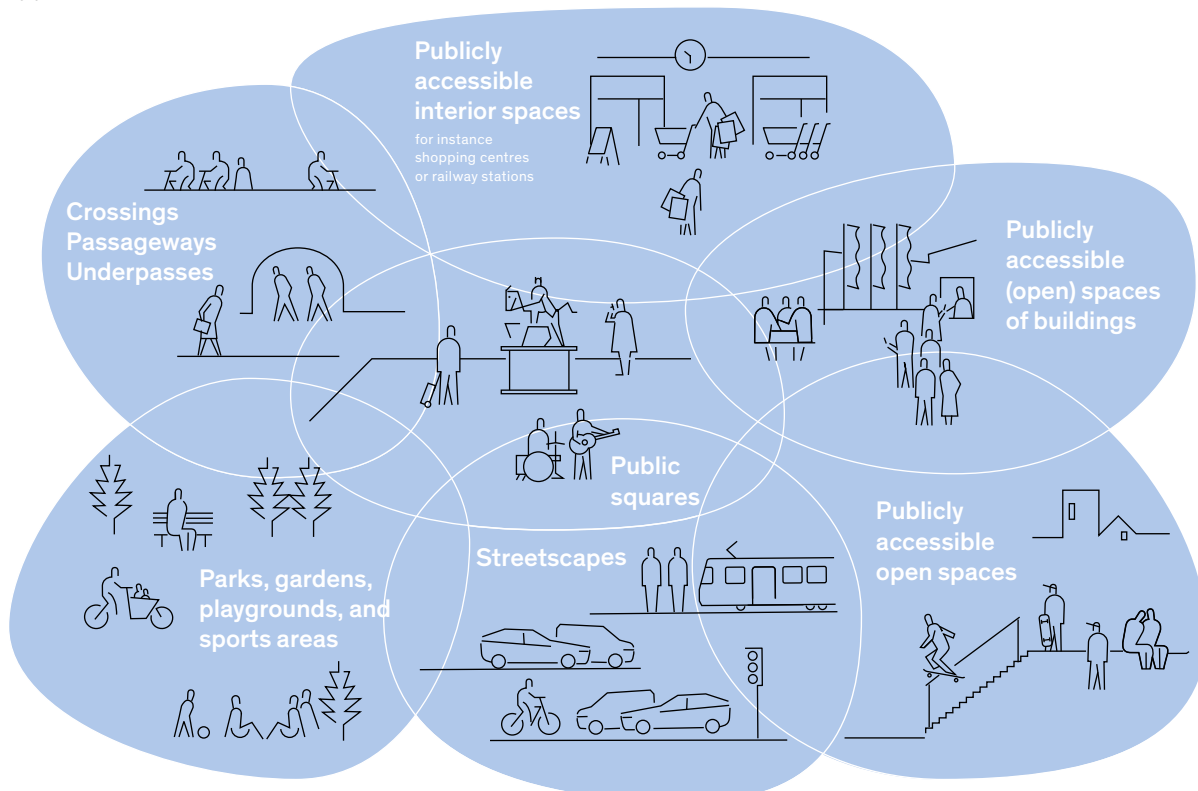 Publicly
accessible
interior spaces
for instance
shopping centres
or railway stations
Crossings
Passageways
Underpasses
Publicly
accessible
(open) spaces
of buildings
Public
squares
Publicly
accessible
open spaces
Streetscapes
Parks, gardens,
playgrounds, and
sports areas